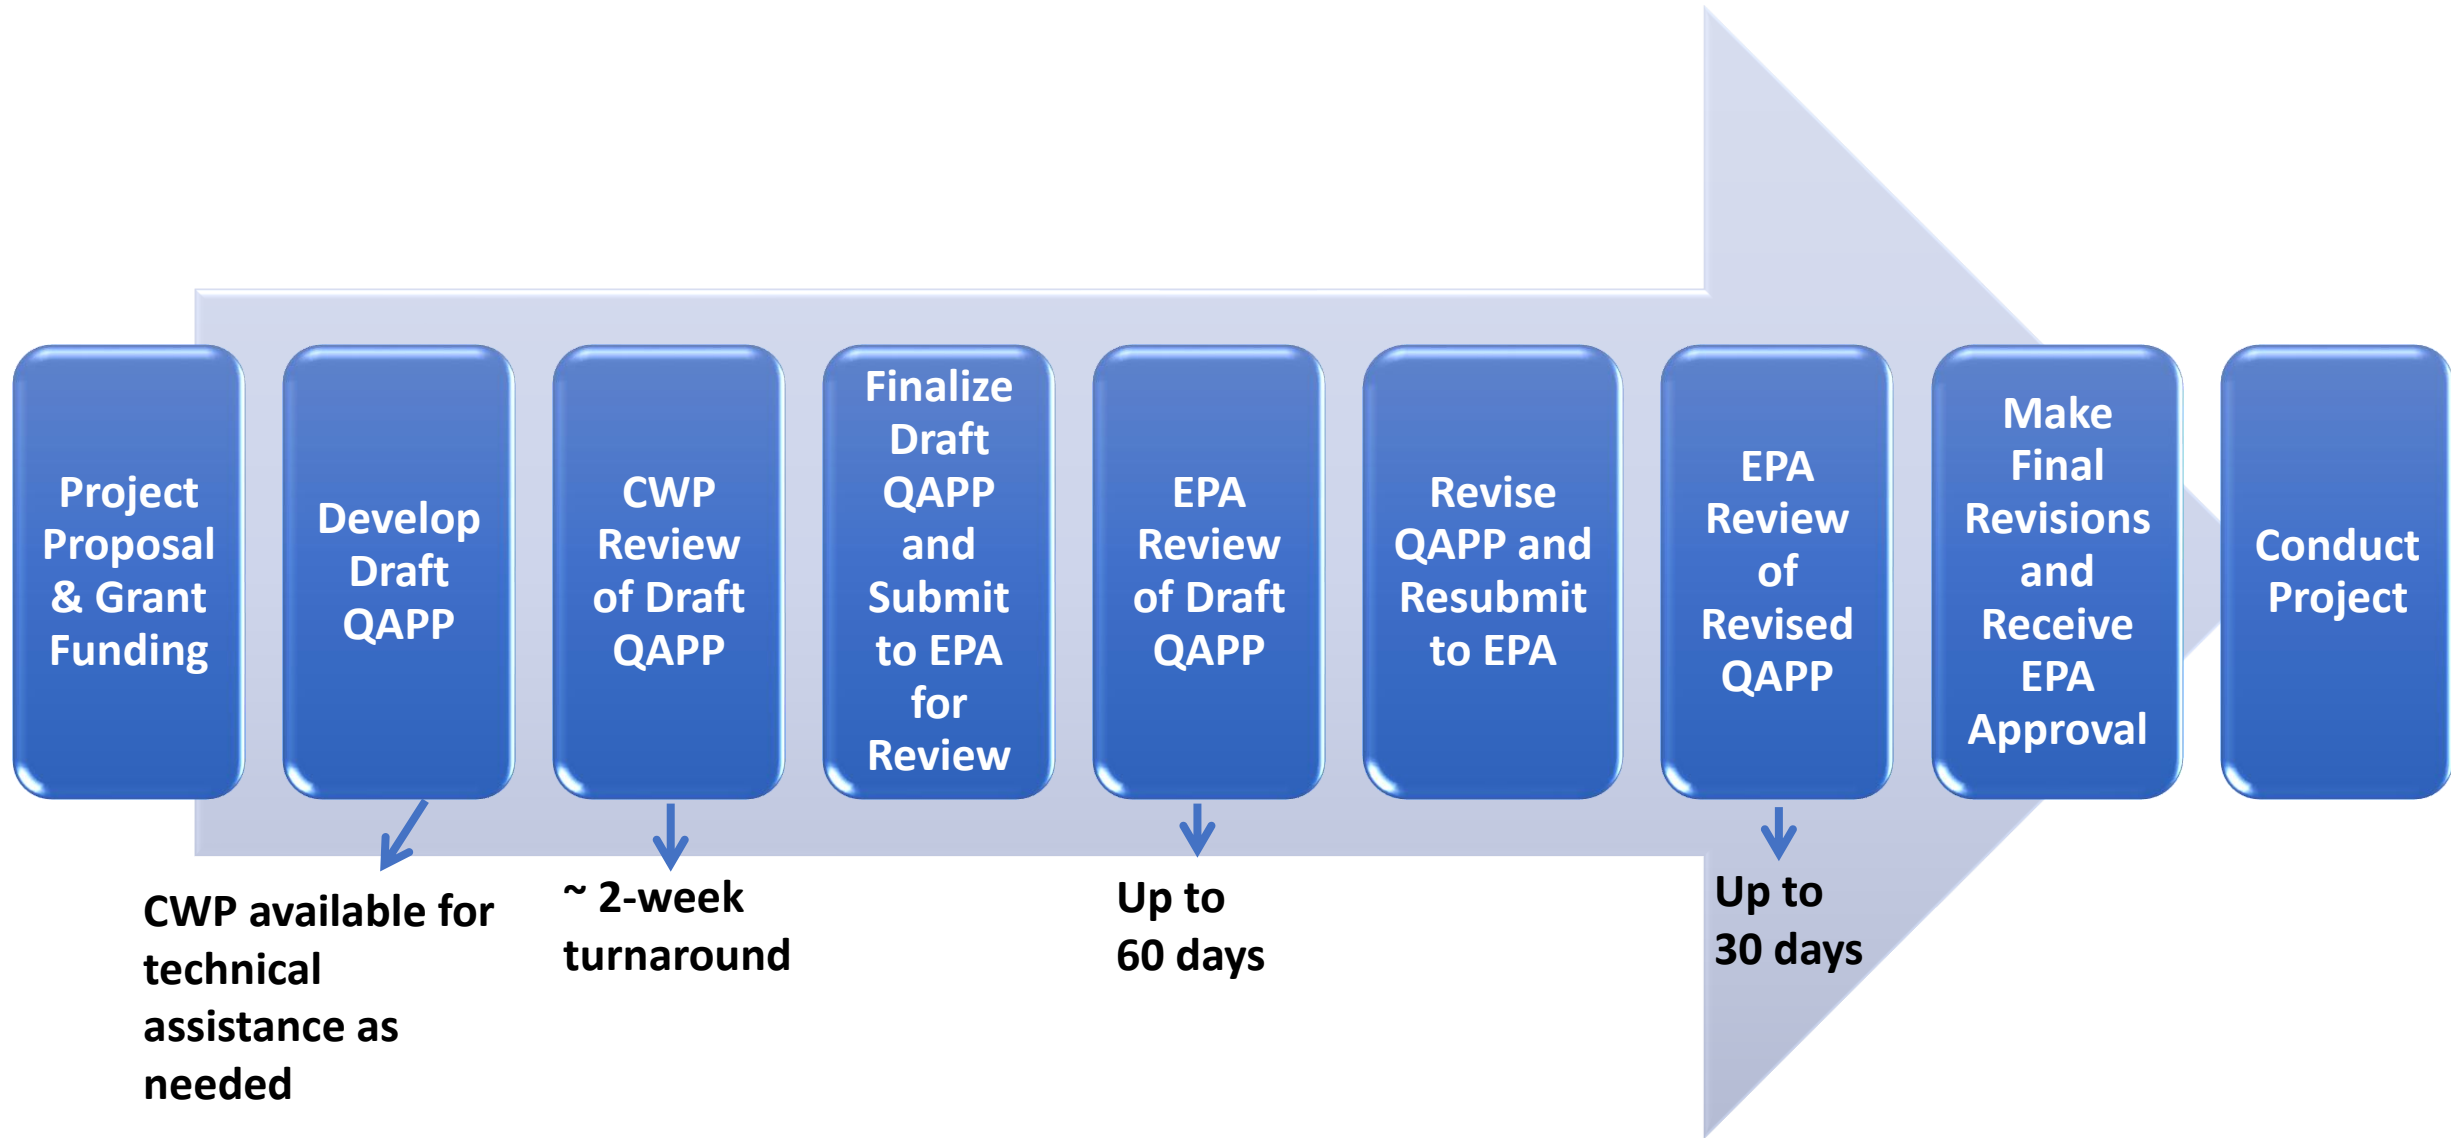 Project
Proposal
& Grant
Funding
Develop
Draft
QAPP
CWP
Review
of Draft
QAPP
Finalize
Draft
QAPP
and
Submit
to EPA
for
Review
EPA
Review
of Draft
QAPP
Revise
QAPP and
Resubmit
to EPA
EPA
Review
of
Revised
QAPP
Make
Final
Revisions
and
Receive
EPA
Approval
Conduct
Project
CWP available for
technical
assistance as
needed
~ 2-week
turnaround
Up to
60 days
Up to
30 days